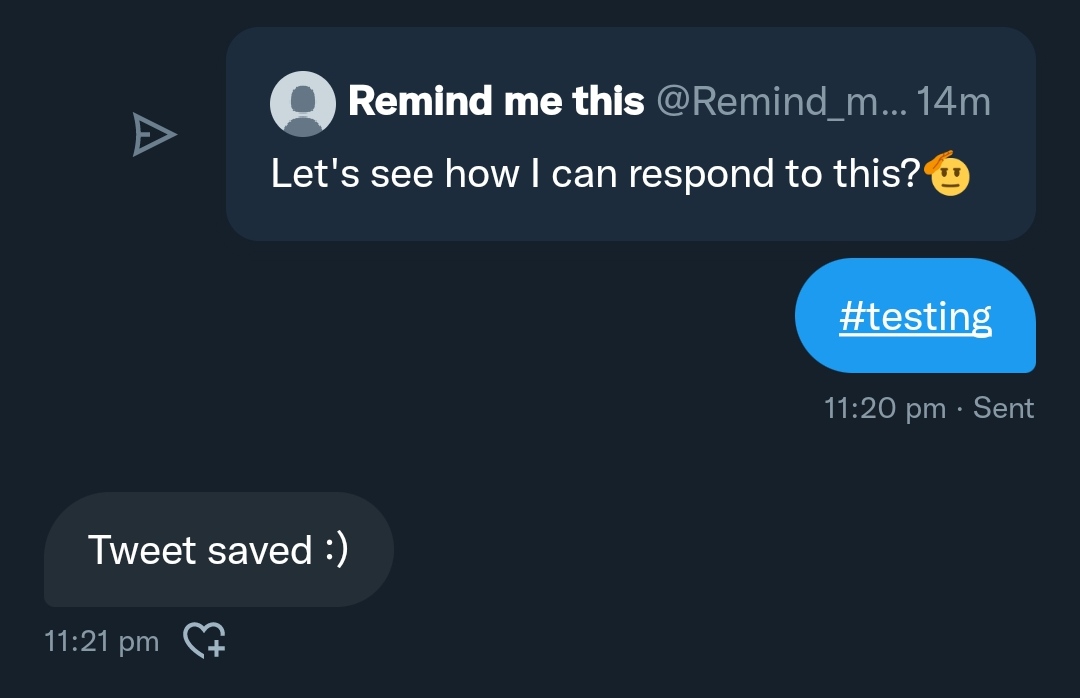 Remind me this @Remind_m... 14m
Let's see how I can respond to this?🫡
#testing
11:20 pm · Sent
Tweet saved :)
11:21 pm